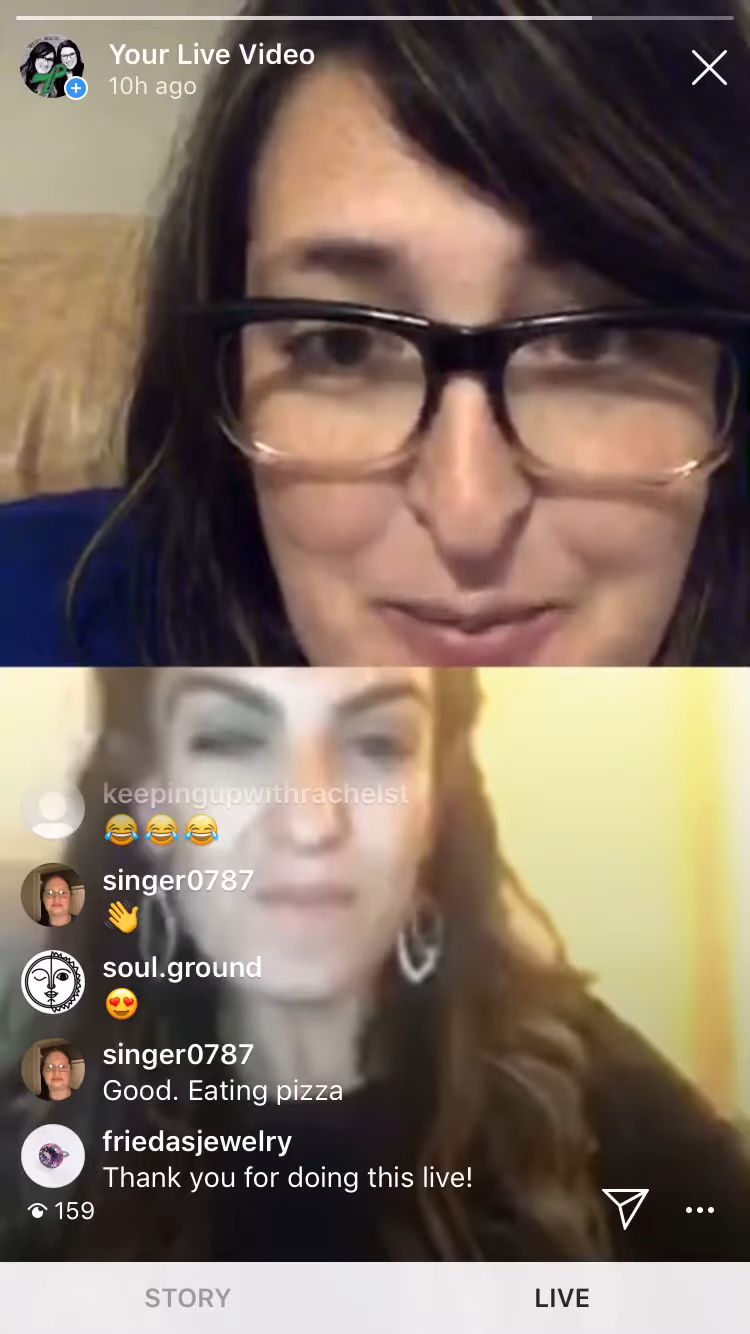 Your Live Video
10h ago
keepingupwithrachelst
😂😂😂
singer0787
👋
soul.ground
😍
singer0787
Good. Eating pizza
friedasjewelry
Thank you for doing this live!
159
STORY
LIVE